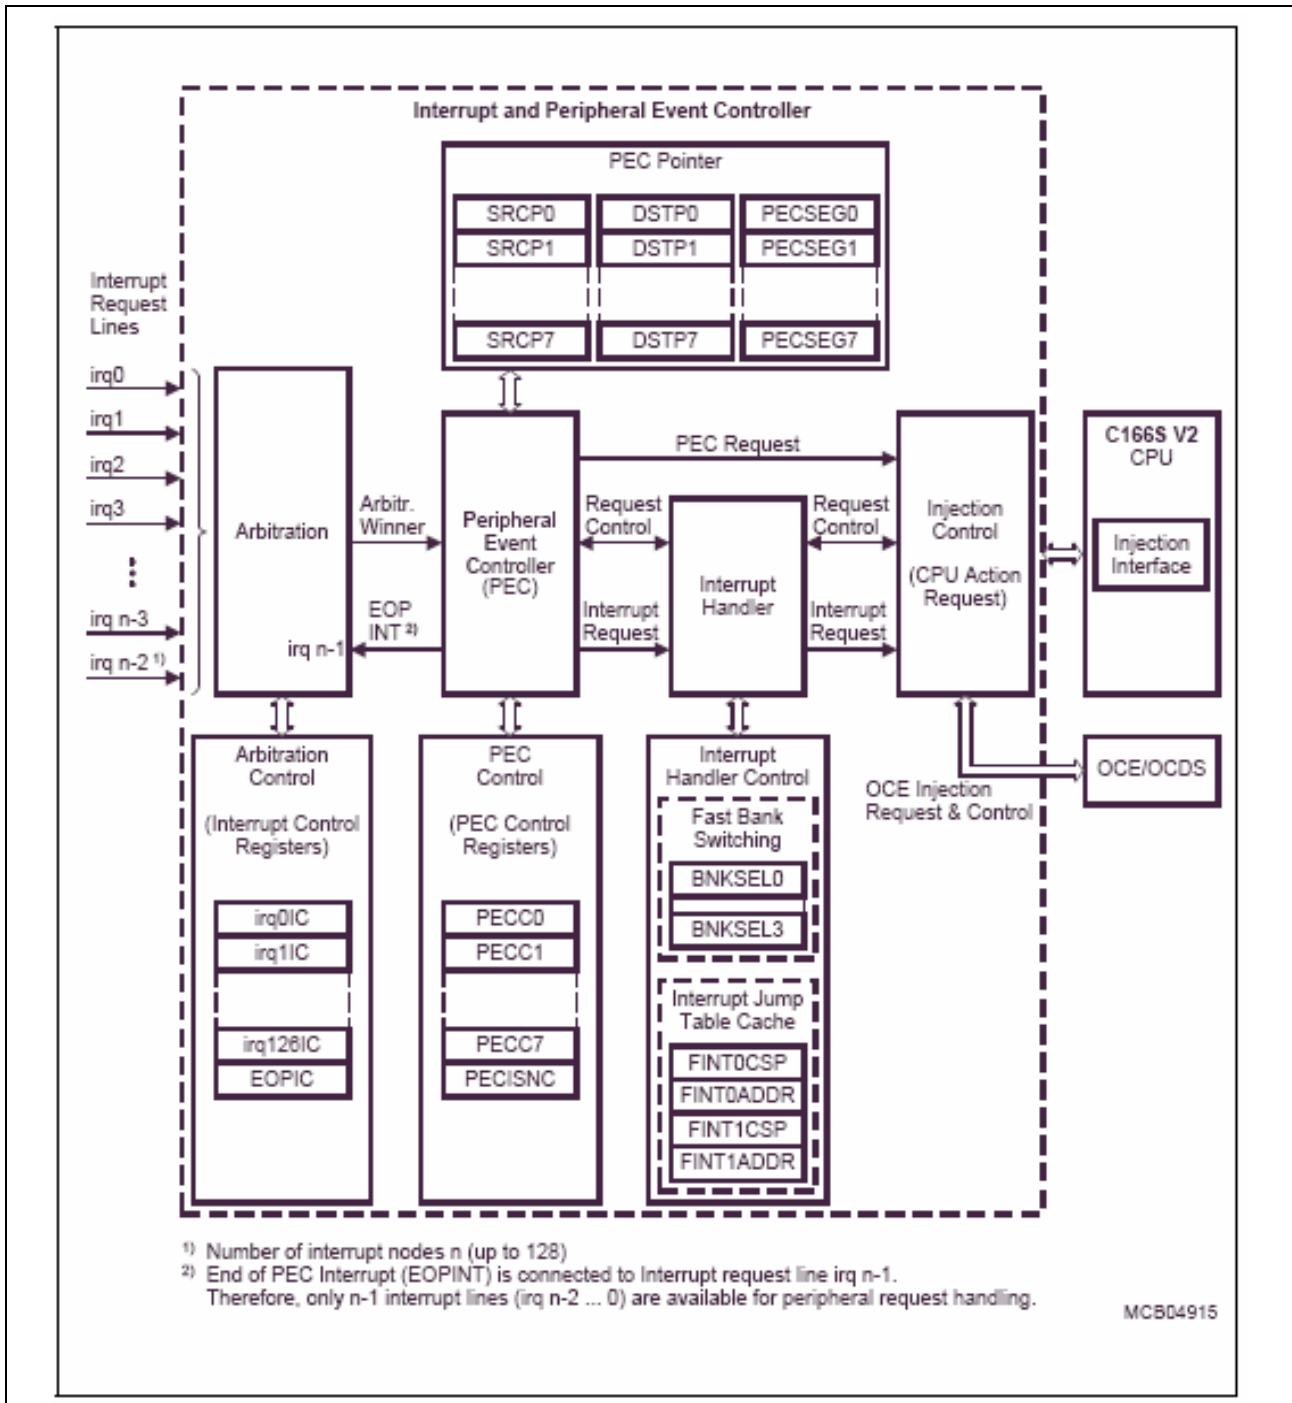 Interrupt and Peripheral Event Controller
PEC Pointer
SRCP0 DSTP0 PECSEG0
SRCP1 DSTP1 PECSEG1
SRCP7 DSTP7 PECSEG7
Interrupt
Request
Lines
irq0
irq1
irq2
irq3
irq n-3
irq n-2 1)
Arbitration
irq n-1
Arbitr.
Winner
EOP
INT 2)
Peripheral
Event
Controller
(PEC)
PEC Request
Request
Control
Interrupt
Request
Interrupt
Handler
Request
Control
Interrupt
Request
Injection
Control
(CPU Action
Request)
C166S V2
CPU
Injection
Interface
OCE/OCDS
OCE Injection
Request & Control
Arbitration
Control
(Interrupt Control
Registers)
irq0IC
irq1IC
irq126IC
EOPIC
PEC
Control
(PEC Control
Registers)
PECC0
PECC1
PECC7
PECISNC
Interrupt
Handler Control
Fast Bank
Switching
BNKSEL0
BNKSEL3
Interrupt Jump
Table Cache
FINT0CSP
FINT0ADDR
FINT1CSP
FINT1ADDR
1) Number of interrupt nodes n (up to 128)
2) End of PEC Interrupt (EOPINT) is connected to Interrupt request line irq n-1.
Therefore, only n-1 interrupt lines (irq n-2 ... 0) are available for peripheral request handling.
MCB04915